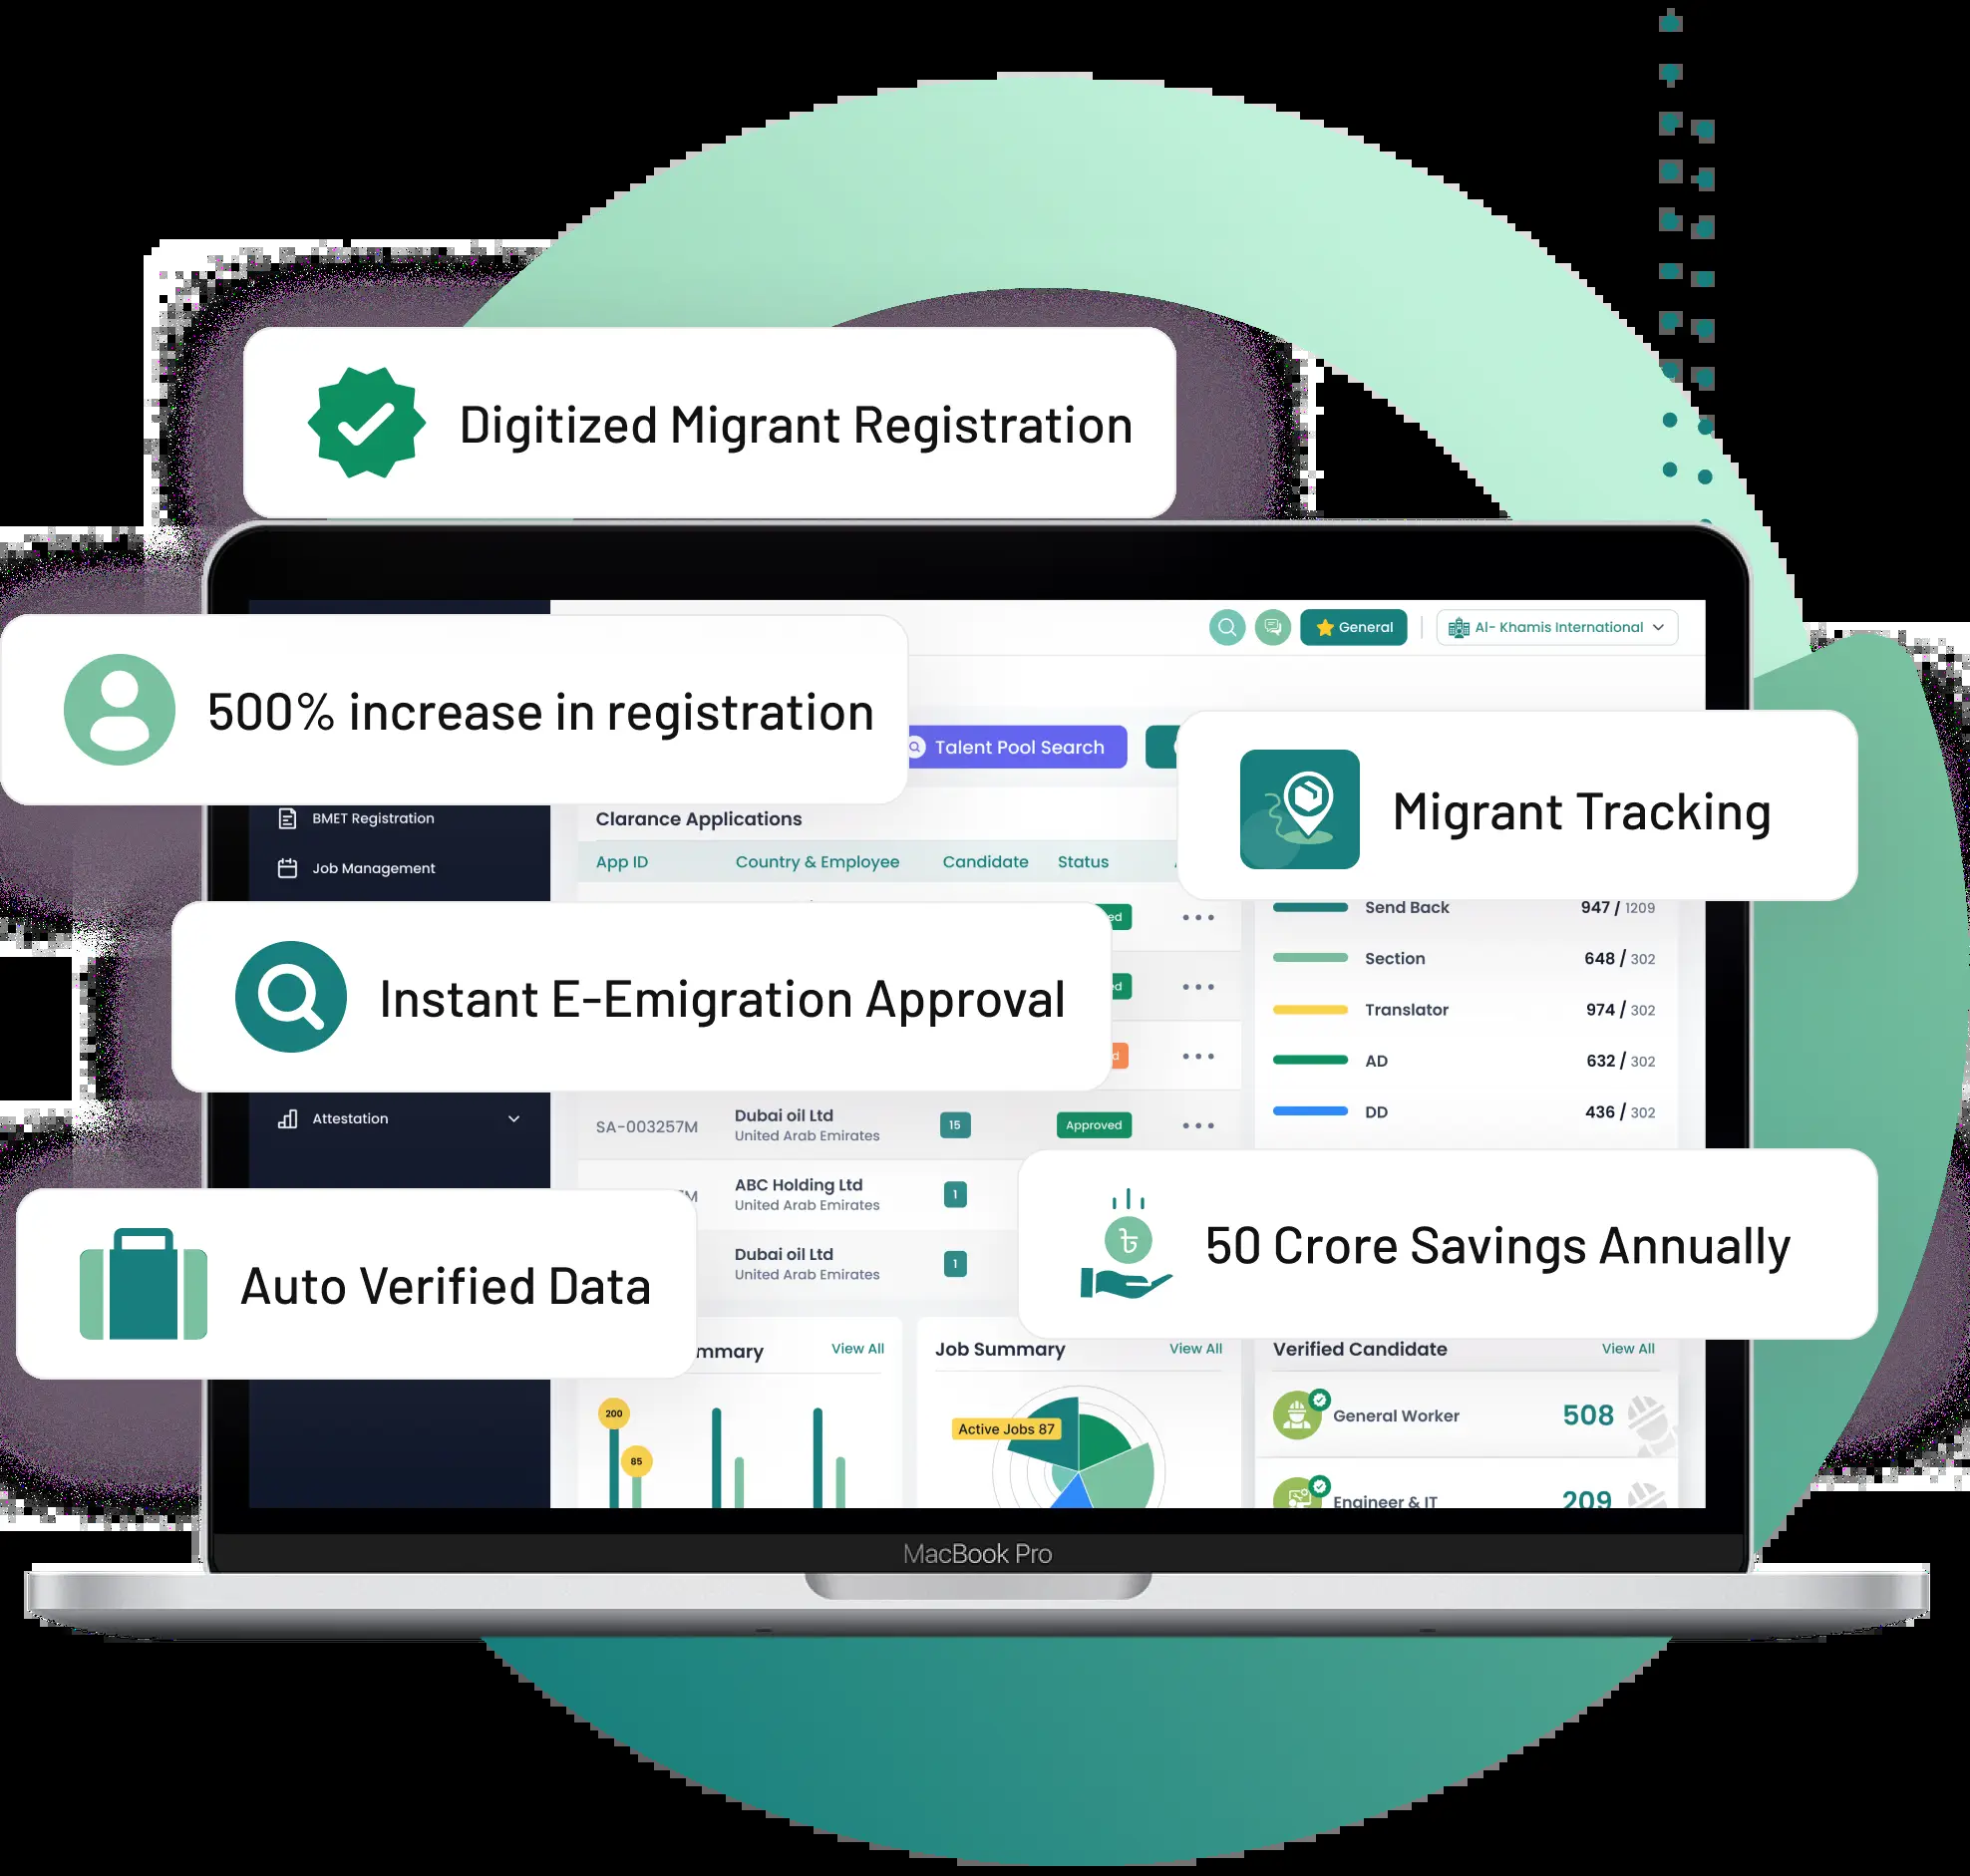 Digitized Migrant Registration
General
Al- Khamis International
500% increase in registration
Talent Pool Search
Migrant Tracking
BMET Registration
Job Management
Clarance Applications
App ID Country & Employee Candidate Status
Send Back 947 / 1209
Section 648 / 302
Translator 974 / 302
AD 632 / 302
DD 436 / 302
Instant E-Emigration Approval
Attestation
SA-003257M
Dubai oil Ltd
United Arab Emirates
15
Approved
ABC Holding Ltd
United Arab Emirates
1
Dubai oil Ltd
United Arab Emirates
1
Auto Verified Data
৳
50 Crore Savings Annually
View All
Job Summary
View All
Verified Candidate
View All
200
85
Active Jobs 87
General Worker
508
Engineer & IT
209
MacBook Pro